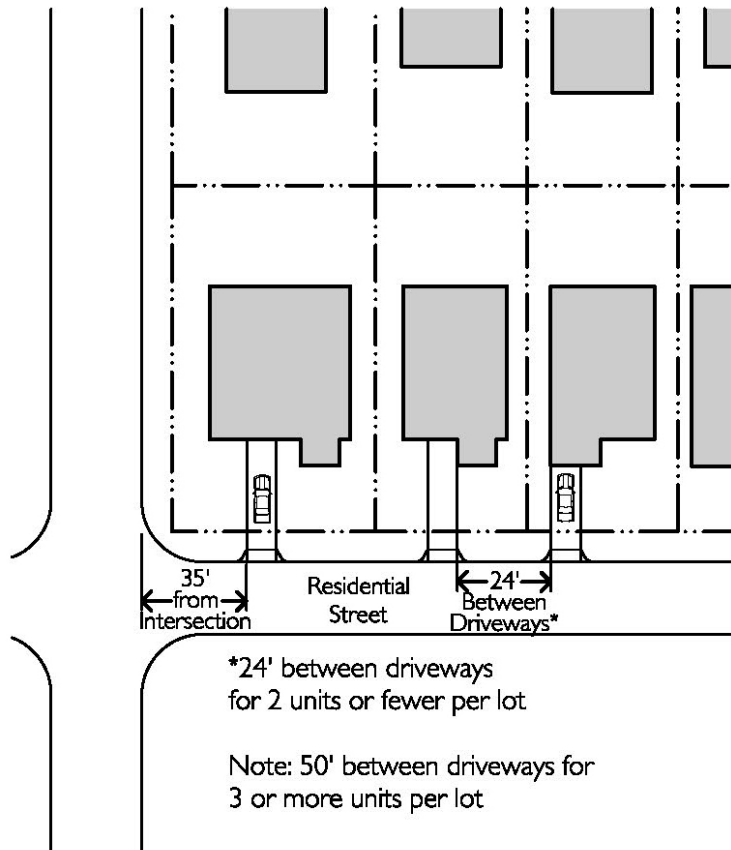 35'
from
Intersection
Residential
Street
24'
Between
Driveways*
*24' between driveways
for 2 units or fewer per lot
Note: 50' between driveways for
3 or more units per lot